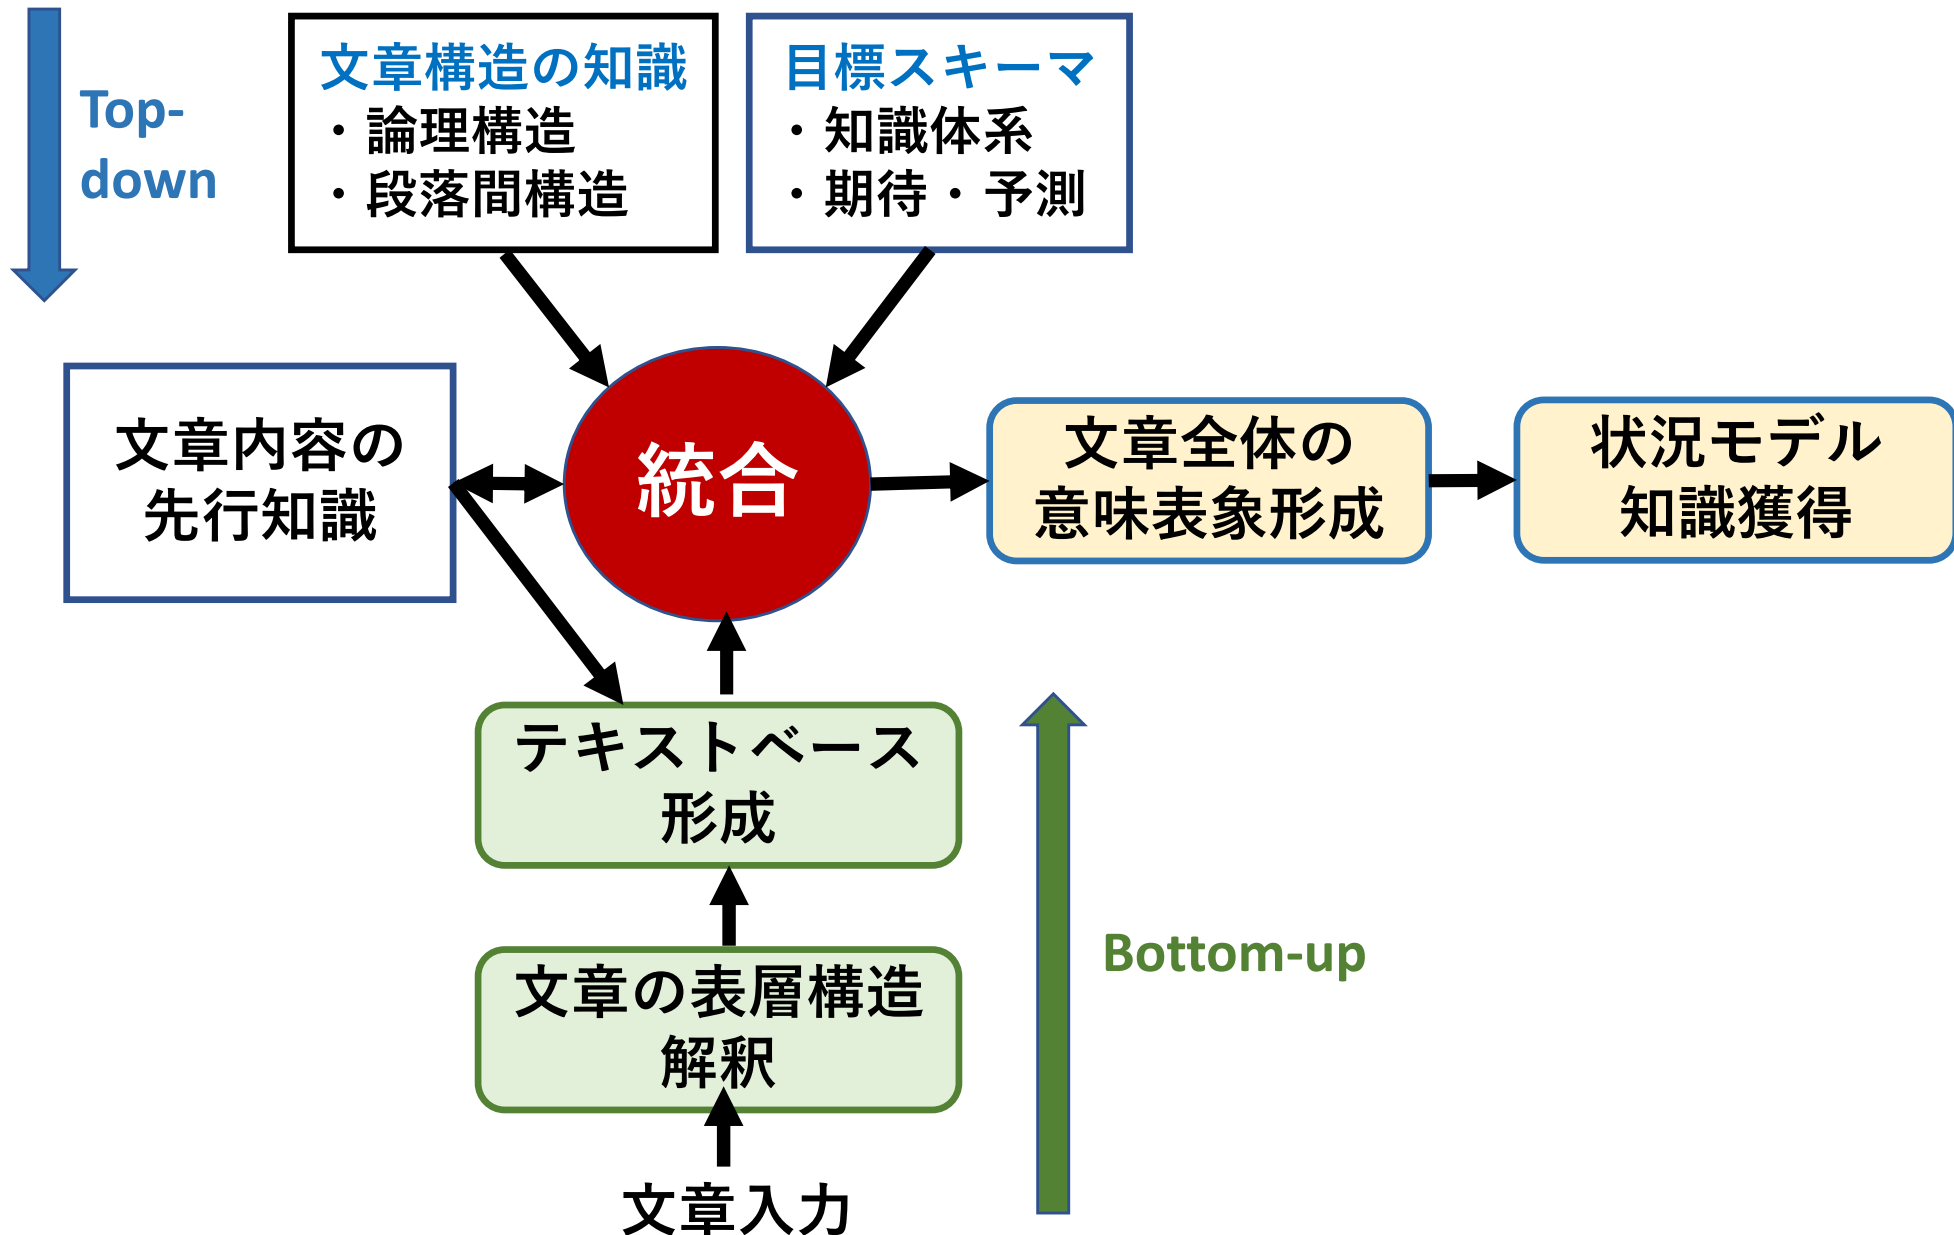 Top-
down
文章構造の知識
・論理構造
・段落間構造
目標スキーマ
・知識体系
・期待・予測
文章内容の
先行知識
統合
文章全体の
意味表象形成
状況モデル
知識獲得
テキストベース
形成
文章の表層構造
解釈
Bottom-up
文章入力